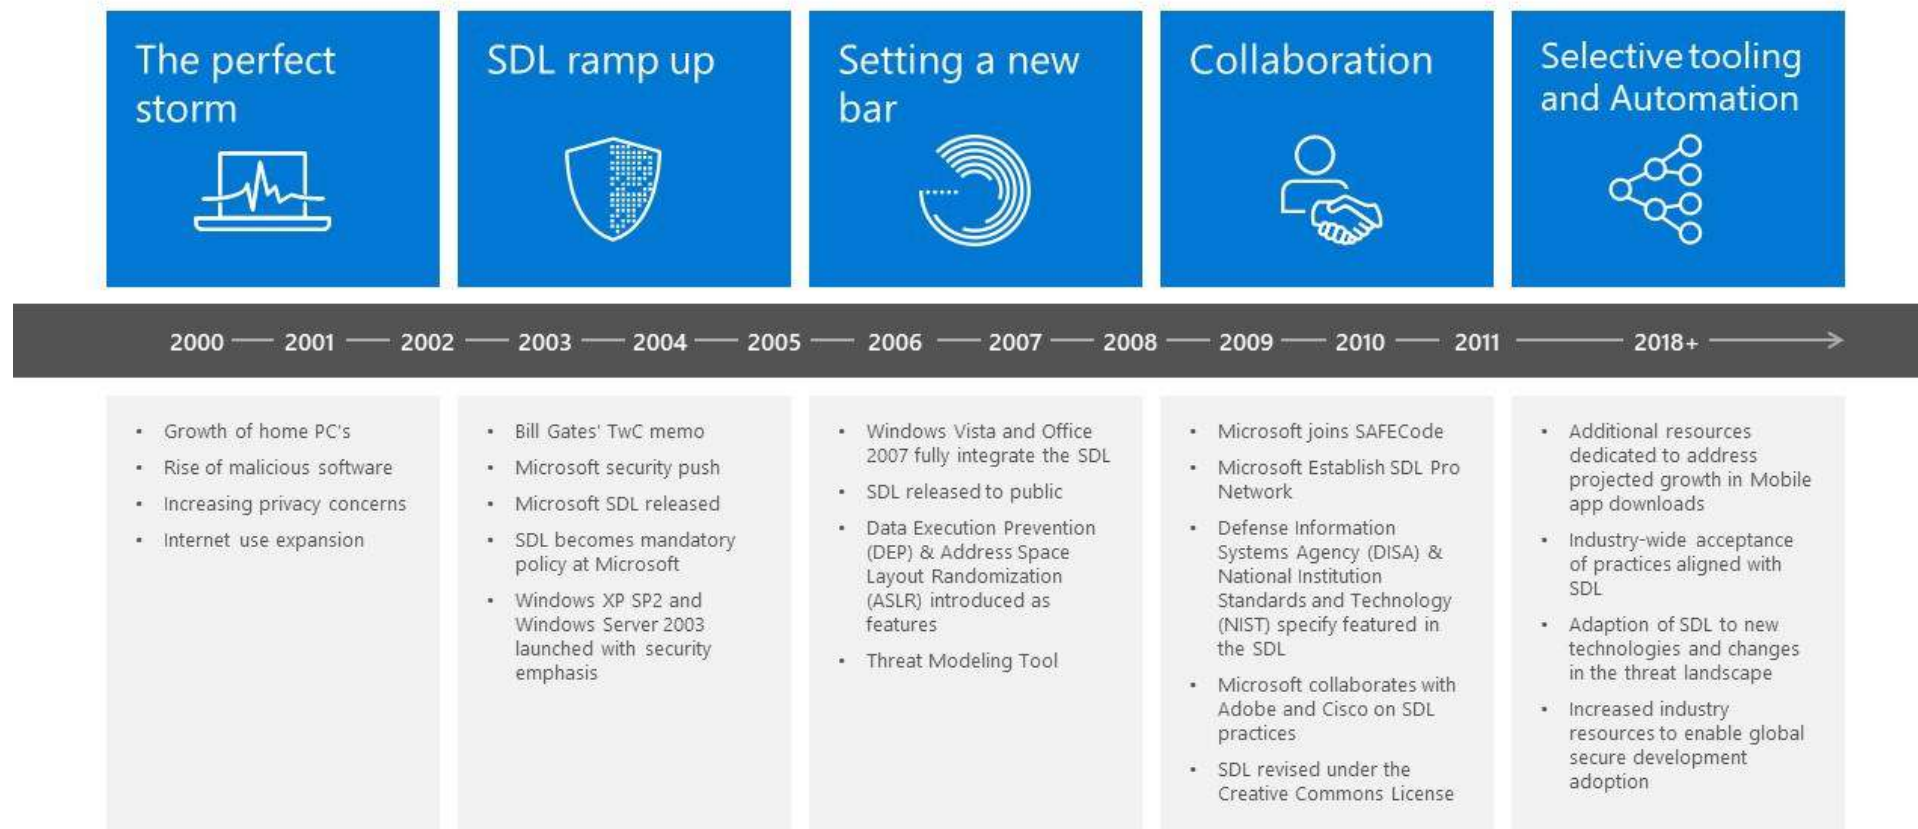 The perfect
storm
SDL ramp up
Setting a new
bar
Collaboration
Selective tooling
and Automation
2000 2001 2002 2003 2004 2005 2006 2007 2008 2009 2010 2011 2018+
• Growth of home PC's
• Rise of malicious software
• Increasing privacy concerns
• Internet use expansion
• Bill Gates' TwC memo
• Microsoft security push
• Microsoft SDL released
• SDL becomes mandatory
policy at Microsoft
• Windows XP SP2 and
Windows Server 2003
launched with security
emphasis
• Windows Vista and Office
2007 fully integrate the SDL
• SDL released to public
• Data Execution Prevention
(DEP) & Address Space
Layout Randomization
(ASLR) introduced as
features
• Threat Modeling Tool
• Microsoft joins SAFECode
• Microsoft Establish SDL Pro
Network
• Defense Information
Systems Agency (DISA) &
National Institution
Standards and Technology
(NIST) specify featured in
the SDL
• Microsoft collaborates with
Adobe and Cisco on SDL
practices
• SDL revised under the
Creative Commons License
• Additional resources
dedicated to address
projected growth in Mobile
app downloads
• Industry-wide acceptance
of practices aligned with
SDL
• Adaption of SDL to new
technologies and changes
in the threat landscape
• Increased industry
resources to enable global
secure development
adoption